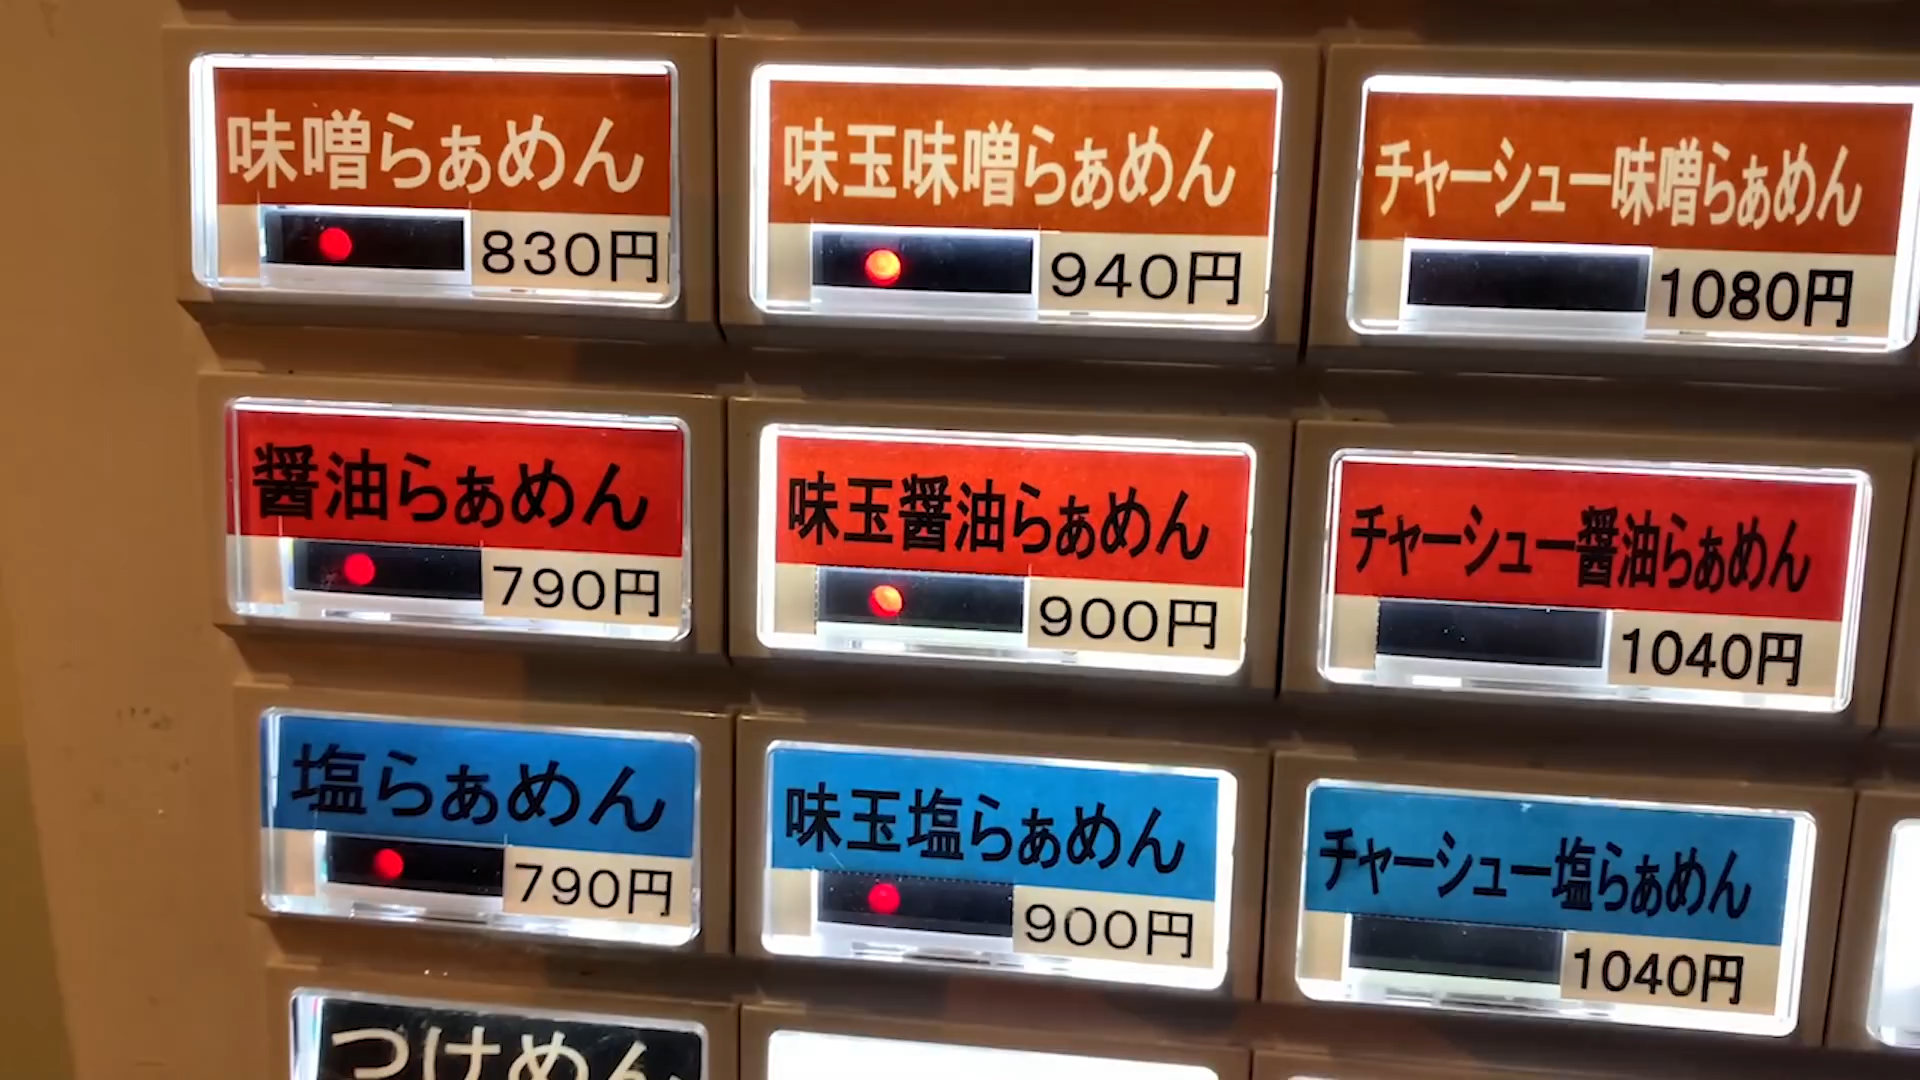 味噌らぁめん
830円
味玉味噌らぁめん
940円
チャーシュー味噌らぁめん
1080円
醤油らぁめん
790円
味玉醤油らぁめん
900円
チャーシュー醤油らぁめん
1040円
塩らぁめん
790円
味玉塩らぁめん
900円
チャーシュー塩らぁめん
1040円
つけめん